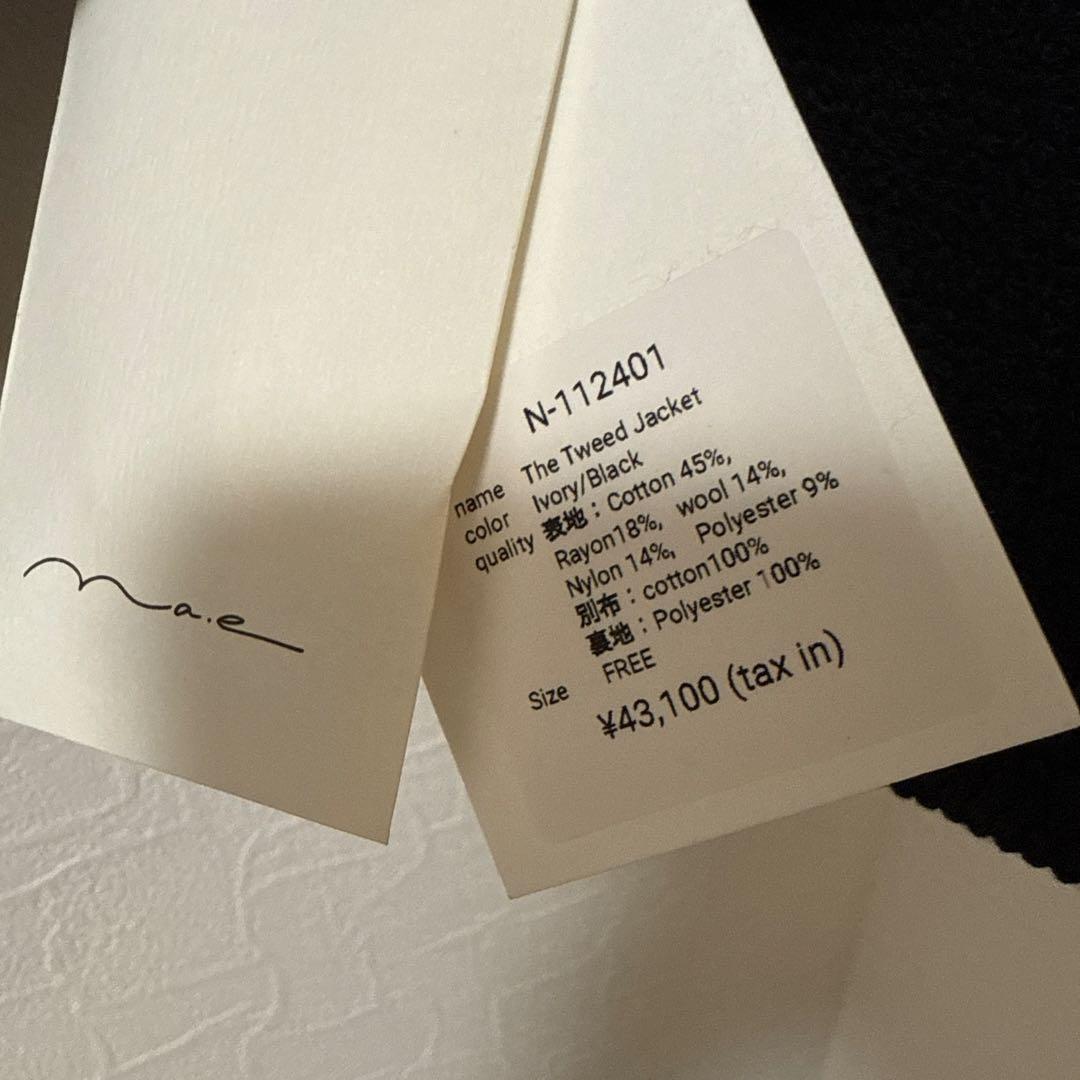 ma.e
N-112401
name The Tweed Jacket
color Ivory/Black
quality 裏地：Cotton 45%,
Rayon18%, wool 14%,
Nylon 14%, Polyester 9%
別布：cotton100%
裏地：Polyester 100%
Size FREE
¥43,100 (tax in)